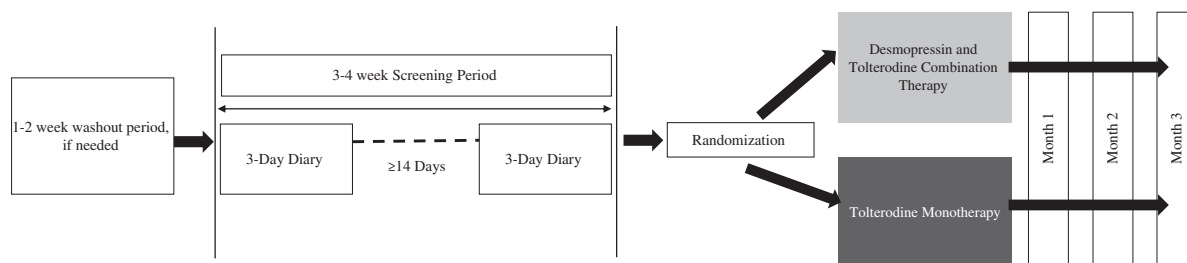 1-2 week washout period,
if needed
3-4 week Screening Period
3-Day Diary
≥14 Days
3-Day Diary
Randomization
Desmopressin and
Tolterodine Combination
Therapy
Tolterodine Monotherapy
Month 1
Month 2
Month 3